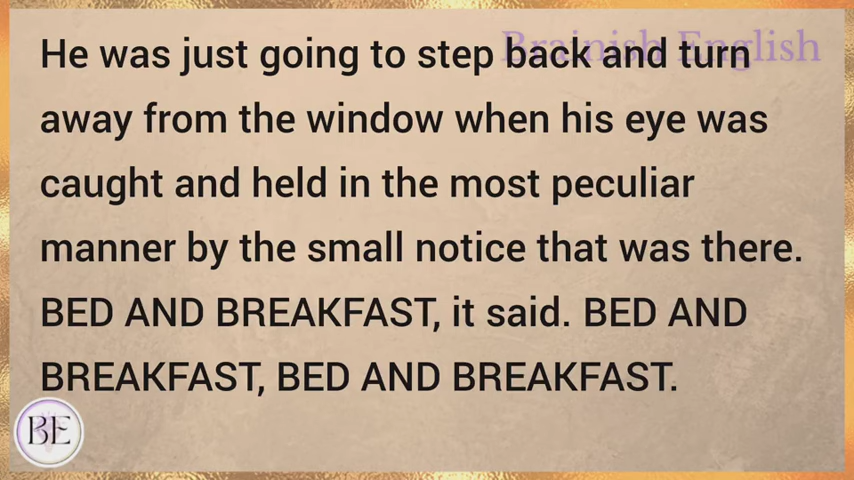 Brainish English
He was just going to step back and turn
away from the window when his eye was
caught and held in the most peculiar
manner by the small notice that was there.
BED AND BREAKFAST, it said. BED AND
BREAKFAST, BED AND BREAKFAST.
BE